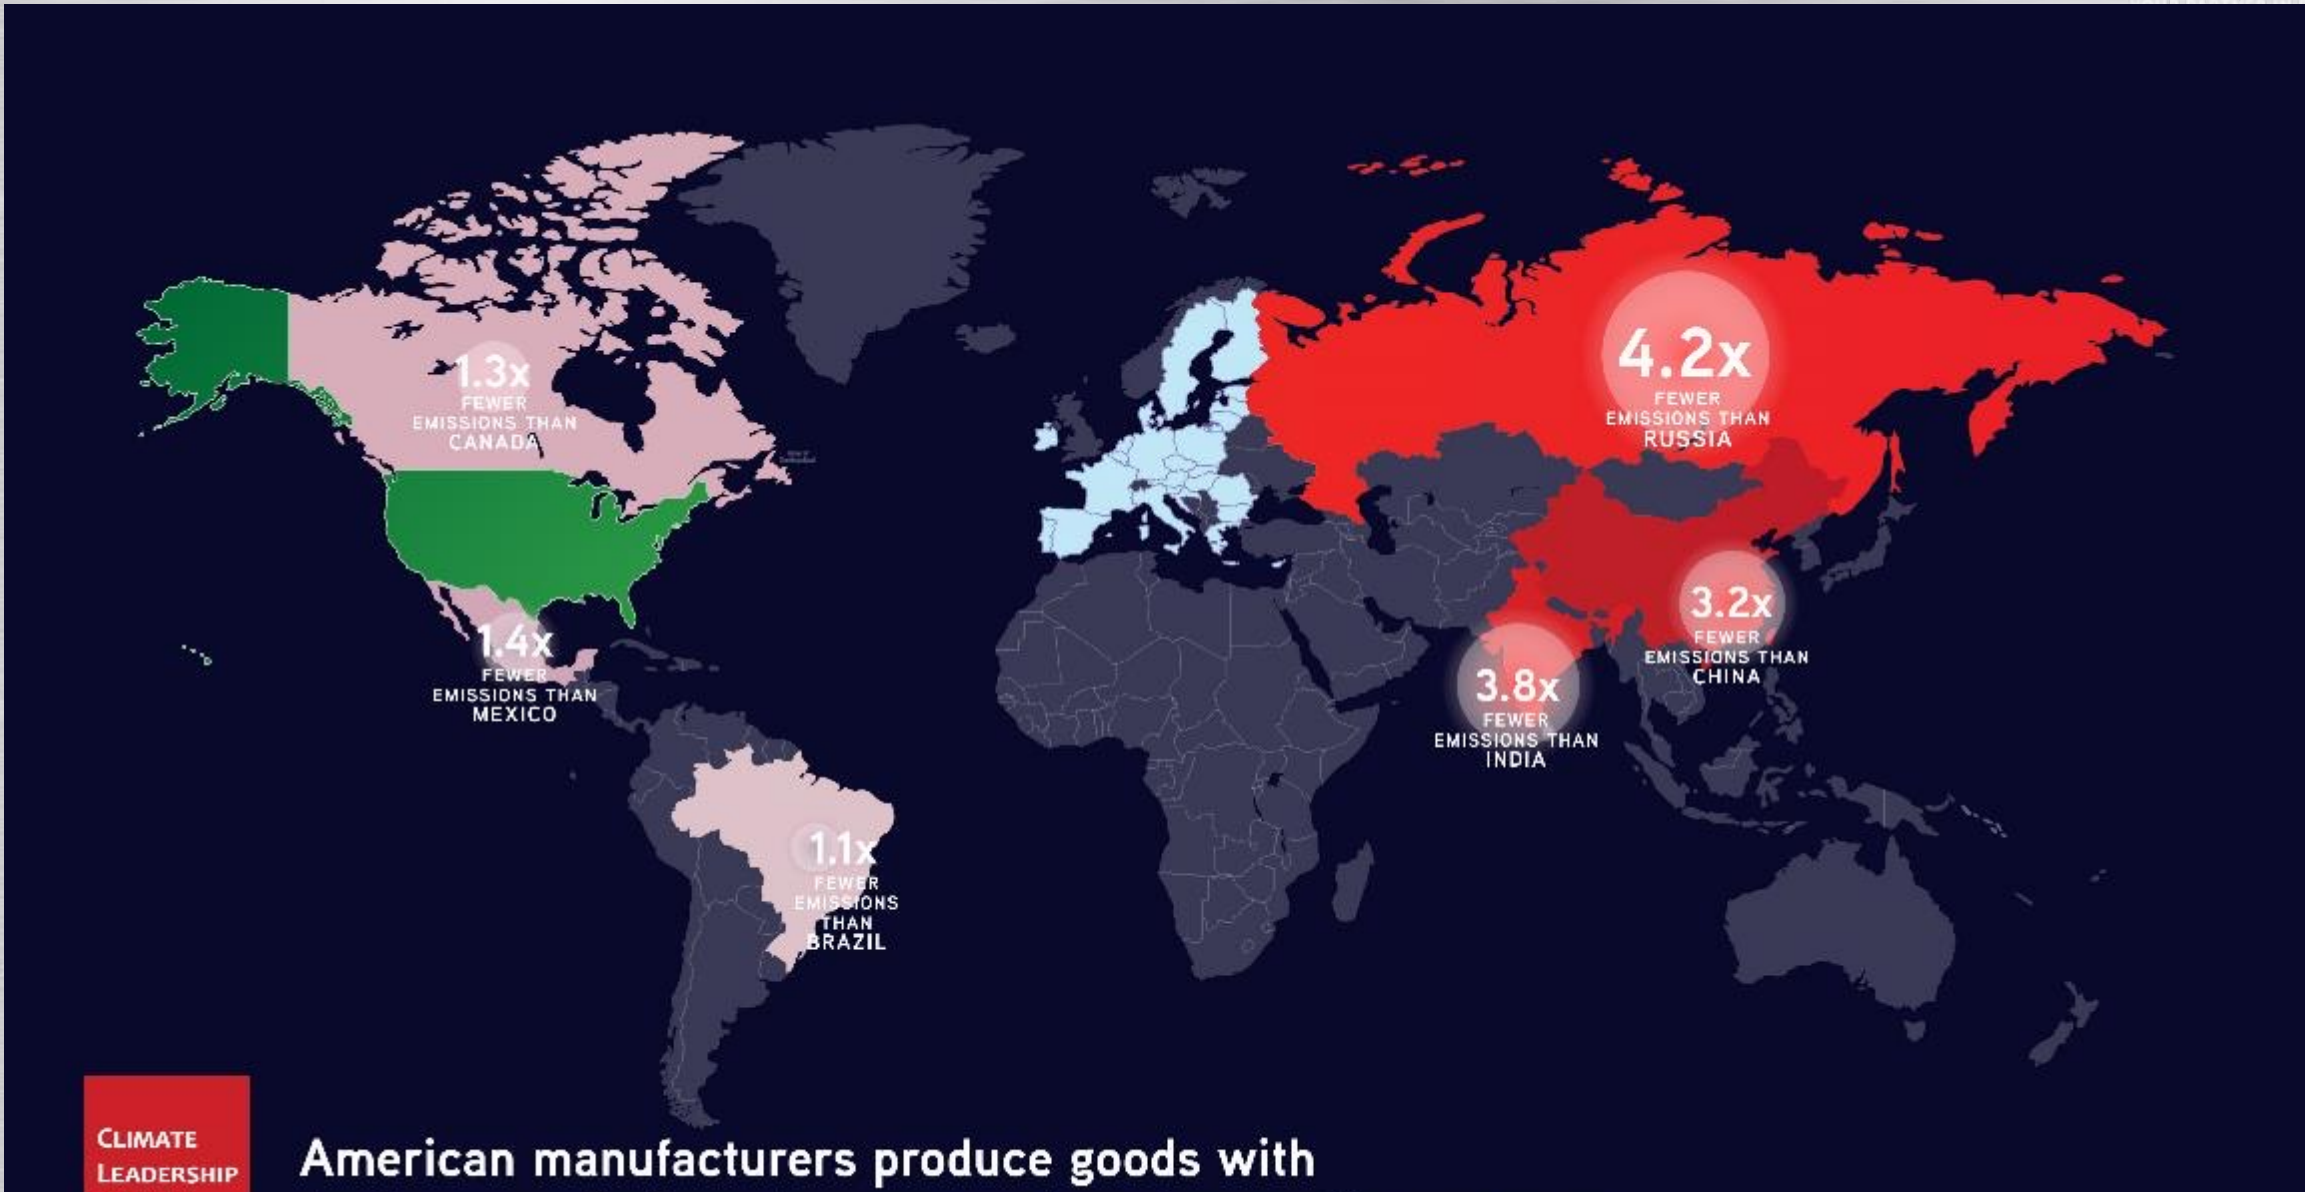 1.3x
FEWER
EMISSIONS THAN
CANADA
4.2x
FEWER
EMISSIONS THAN
RUSSIA
1.4x
FEWER
EMISSIONS THAN
MEXICO
3.2x
FEWER
EMISSIONS THAN
CHINA
3.8x
FEWER
EMISSIONS THAN
INDIA
1.1x
FEWER
EMISSIONS
THAN
BRAZIL
CLIMATE
LEADERSHIP
American manufacturers produce goods with